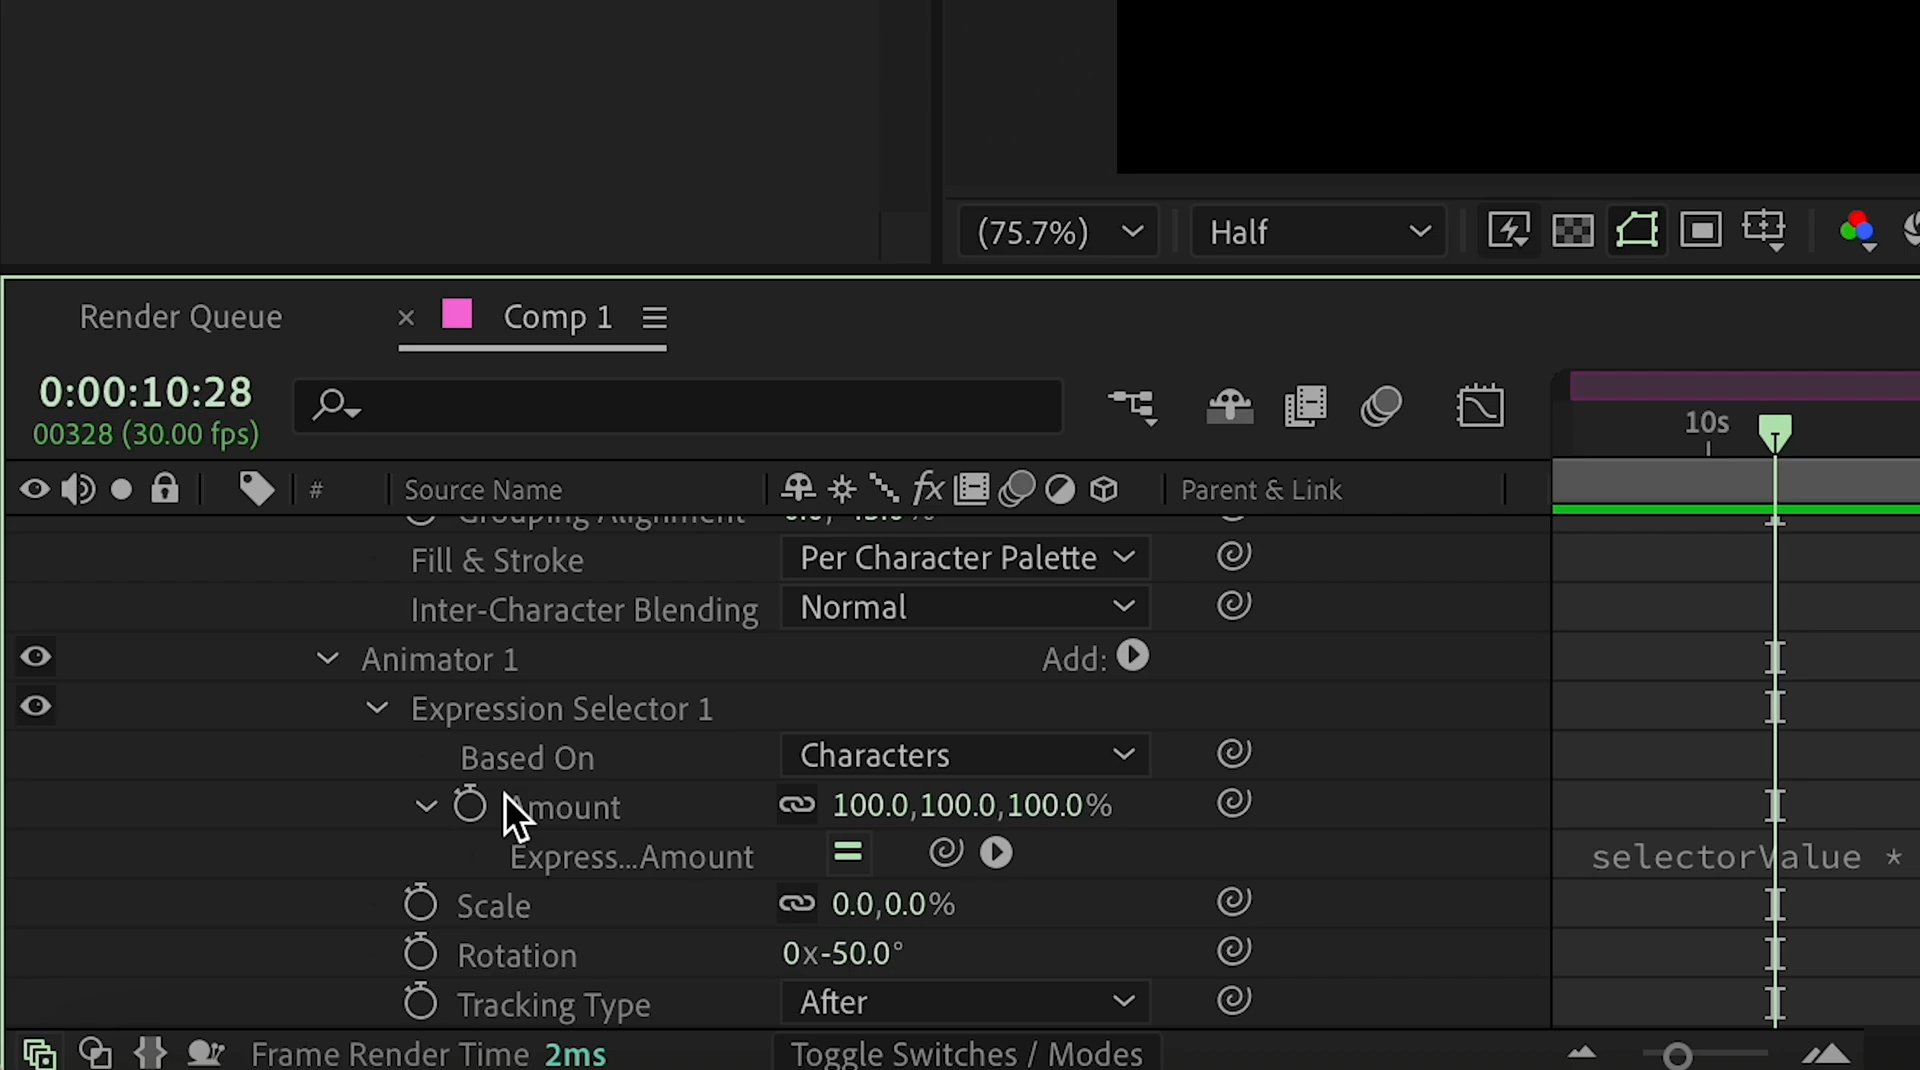 (75.7%) Half
Render Queue × Comp 1
0:00:10:28
00328 (30.00 fps)
10s
# Source Name fx Parent & Link
Grouping Alignment
Fill & Stroke Per Character Palette
Inter-Character Blending Normal
Animator 1 Add:
Expression Selector 1
Based On Characters
Amount 100.0,100.0,100.0%
Express...Amount selectorValue *
Scale 0.0,0.0%
Rotation 0x-50.0°
Tracking Type After
Frame Render Time 2ms Toggle Switches / Modes